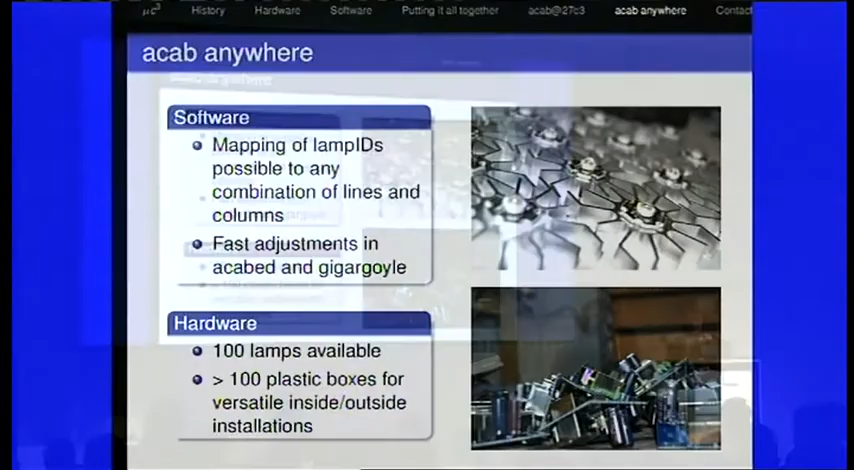 μc³ History Hardware Software Putting it all together acab@27c3 acab anywhere Contact
acab anywhere
Software
Mapping of lampIDs
possible to any
combination of lines and
columns
Fast adjustments in
acabed and gigargoyle
Hardware
100 lamps available
> 100 plastic boxes for
versatile inside/outside
installations